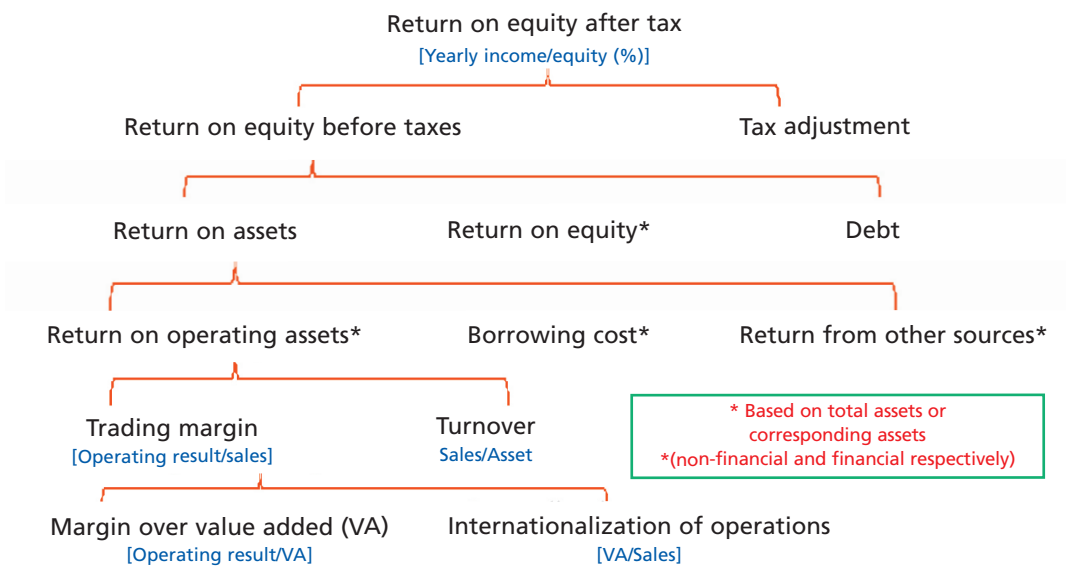 Return on equity after tax
[Yearly income/equity (%)]
Return on equity before taxes
Tax adjustment
Return on assets
Return on equity*
Debt
Return on operating assets*
Borrowing cost*
Return from other sources*
Trading margin
[Operating result/sales]
Turnover
Sales/Asset
* Based on total assets or
corresponding assets
*(non-financial and financial respectively)
Margin over value added (VA)
[Operating result/VA]
Internationalization of operations
[VA/Sales]